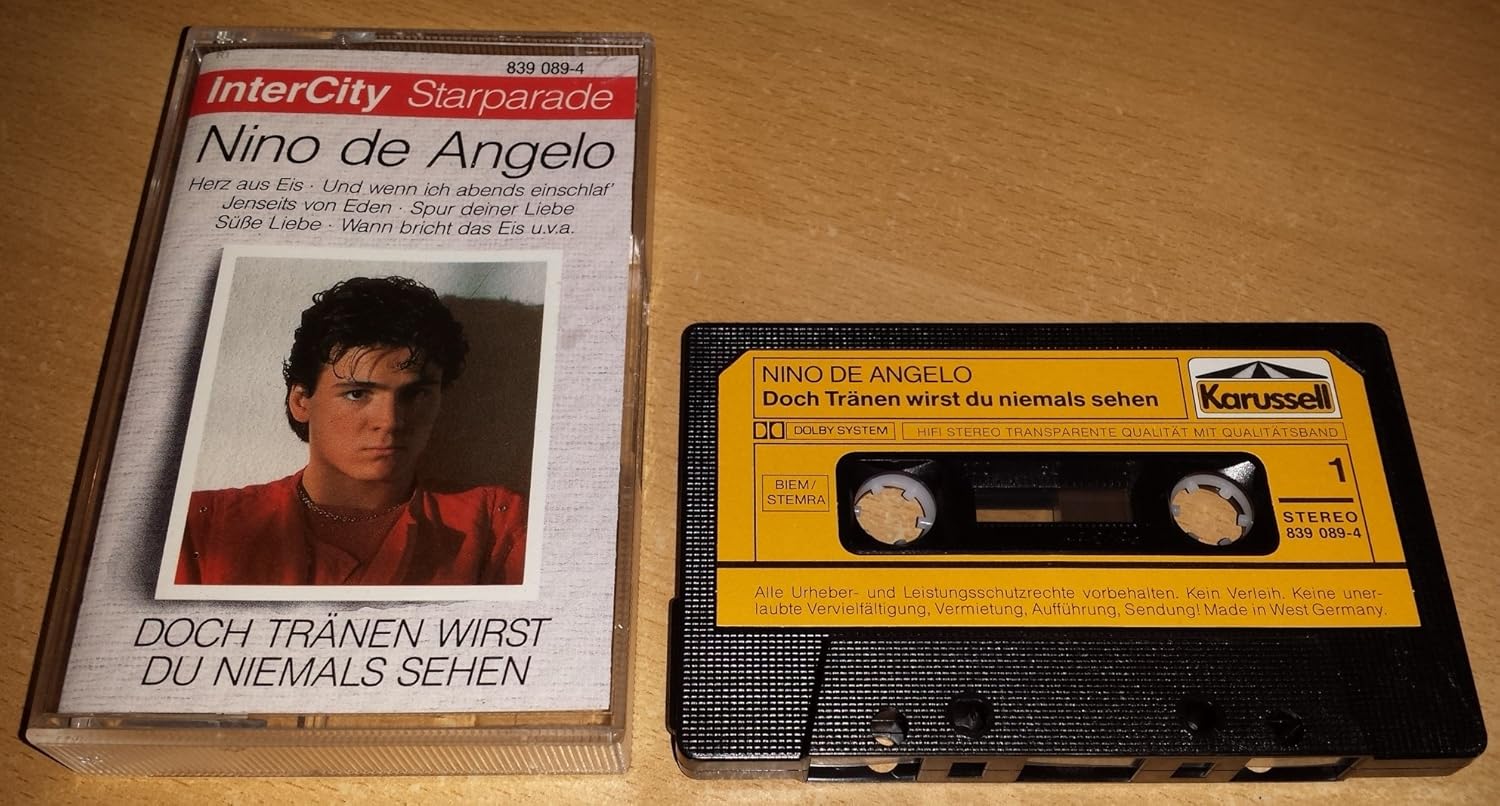 839 089-4
InterCity Starparade
Nino de Angelo
Herz aus Eis · Und wenn ich abends einschlaf'
Jenseits von Eden · Spur deiner Liebe
Süße Liebe · Wann bricht das Eis u.v.a.
DOCH TRÄNEN WIRST
DU NIEMALS SEHEN
NINO DE ANGELO
Doch Tränen wirst du niemals sehen
Karussell
DOLBY SYSTEM
HIFI STEREO TRANSPARENTE QUALITÄT MIT QUALITÄTSBAND
BIEM/
STEMRA
1
STEREO
839 089-4
Alle Urheber- und Leistungsschutzrechte vorbehalten. Kein Verleih. Keine uner-
laubte Vervielfältigung, Vermietung, Aufführung, Sendung! Made in West Germany.